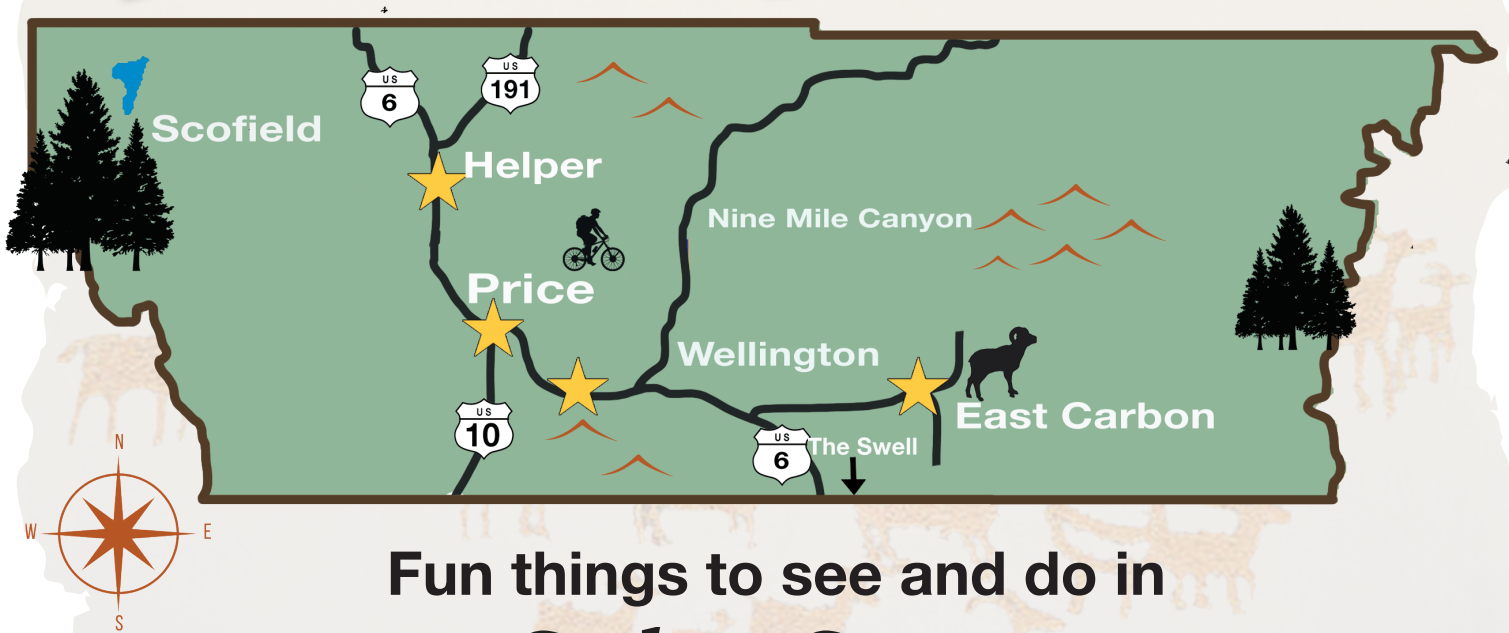 US
6
US
191
Scofield
Helper
Nine Mile Canyon
Price
Wellington
East Carbon
US
10
US
6
The Swell
N
W
E
S
Fun things to see and do in